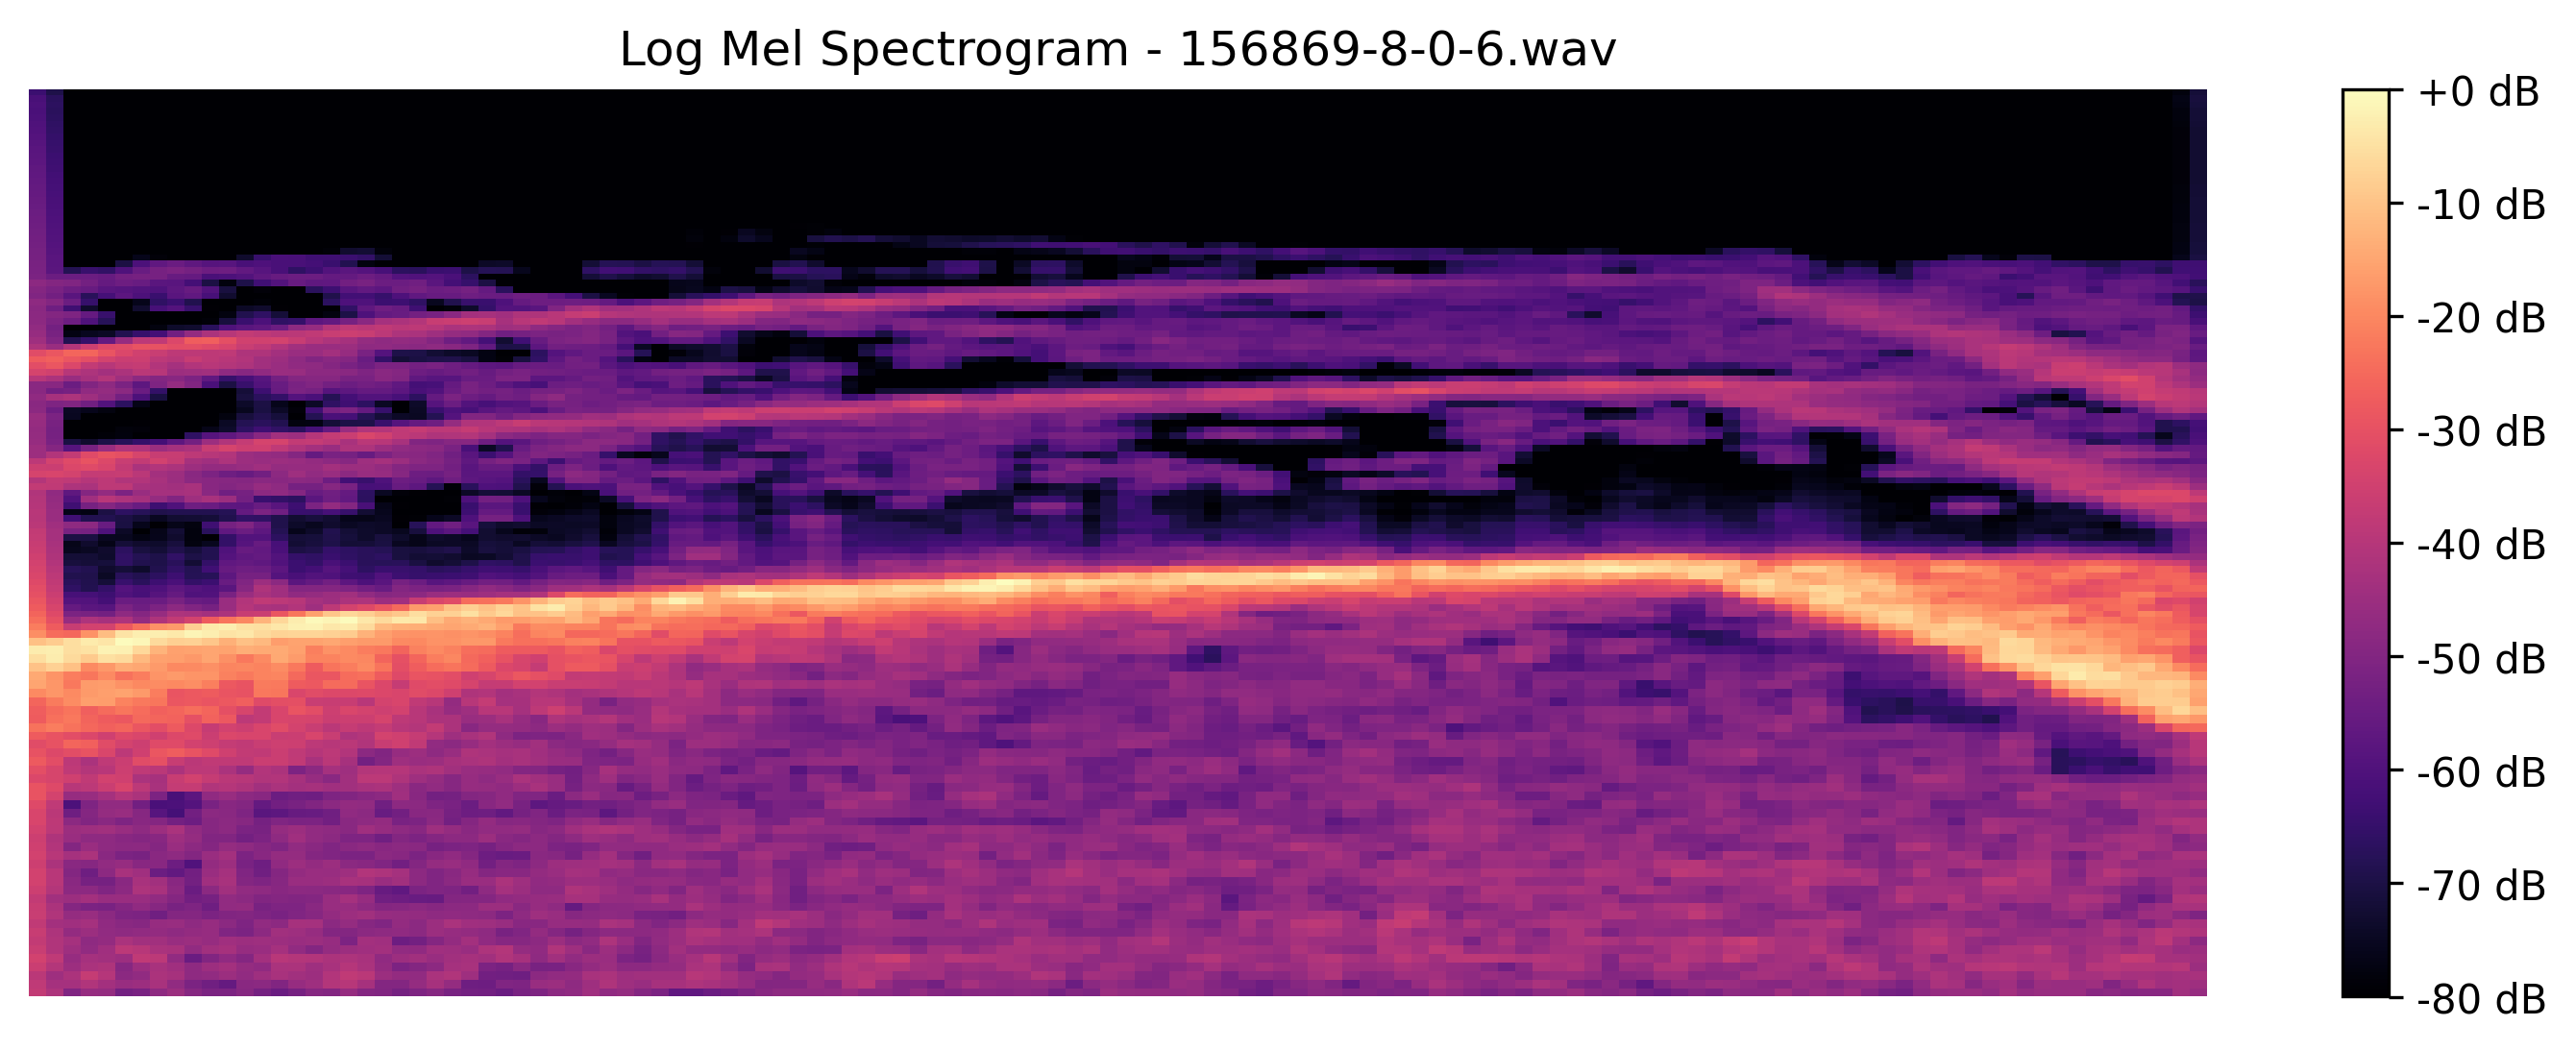 Log Mel Spectrogram - 156869-8-0-6.wav
+0 dB
-10 dB
-20 dB
-30 dB
-40 dB
-50 dB
-60 dB
-70 dB
-80 dB